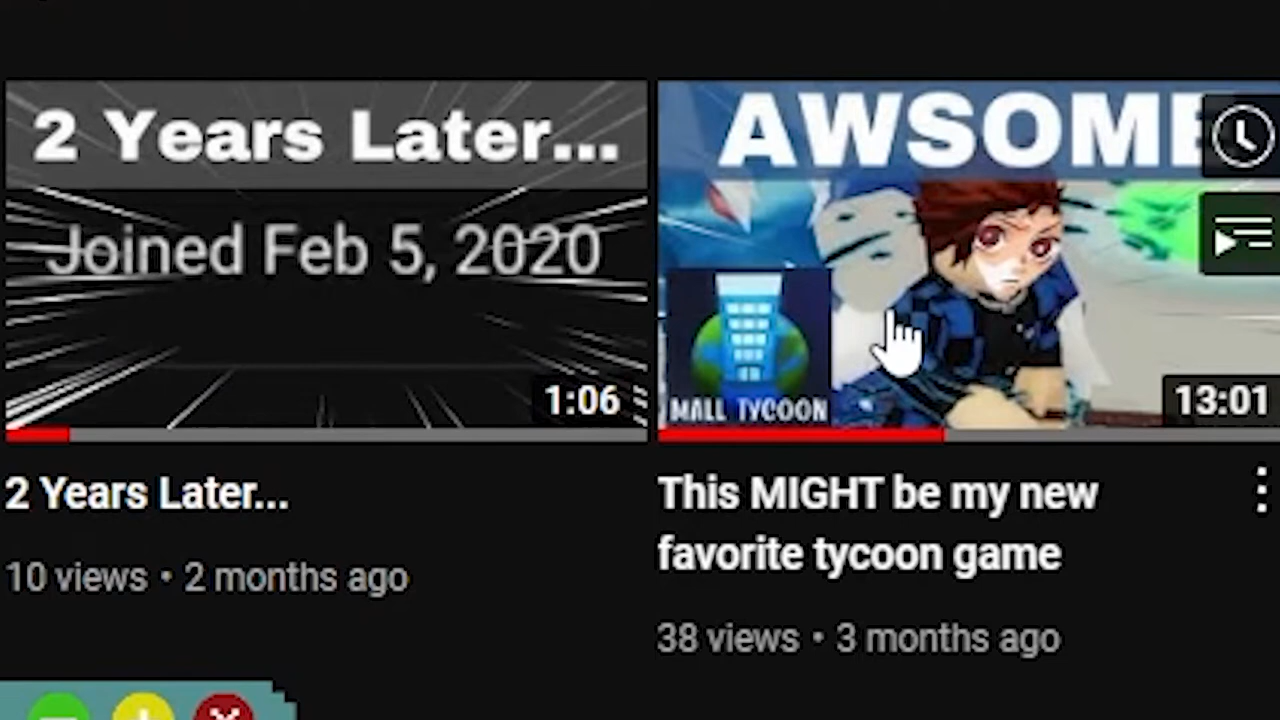 2 Years Later...
Joined Feb 5, 2020
1:06
2 Years Later...
10 views • 2 months ago
AWSOME
MALL TYCOON
13:01
This MIGHT be my new
favorite tycoon game
38 views • 3 months ago